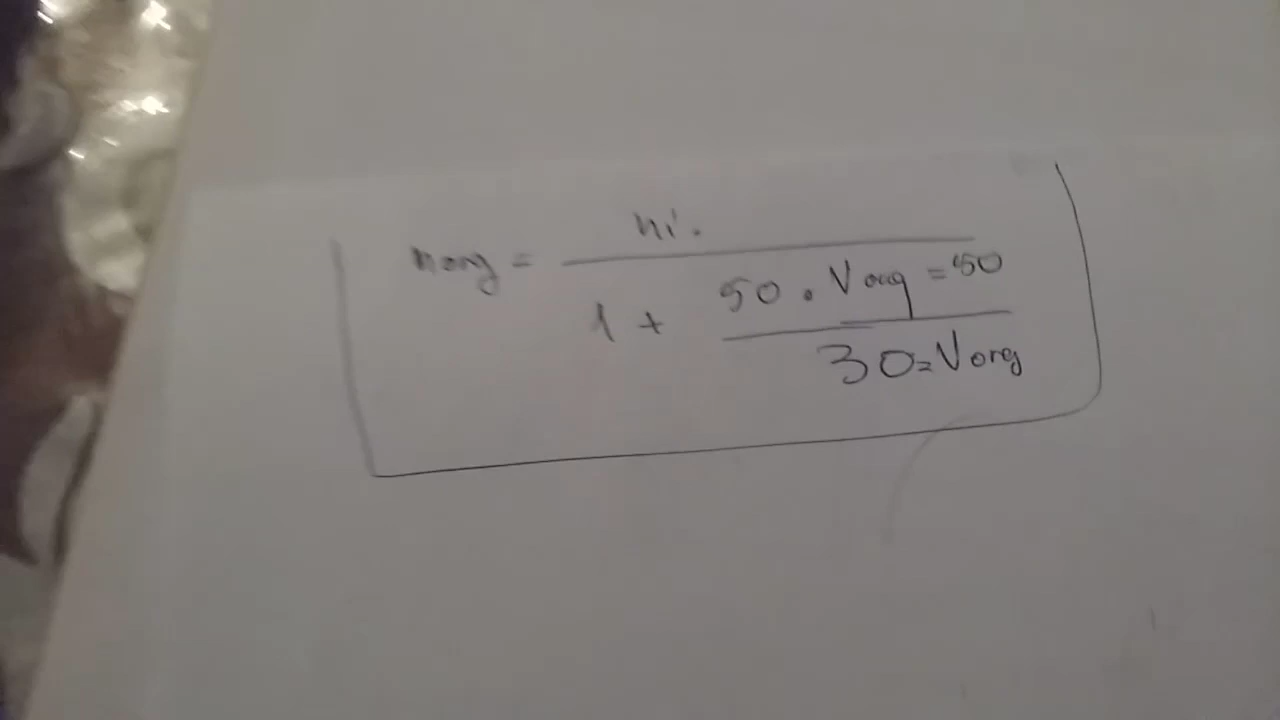 ni.
norg =
1 + 50 . Vorg = 50
30 = Vorg